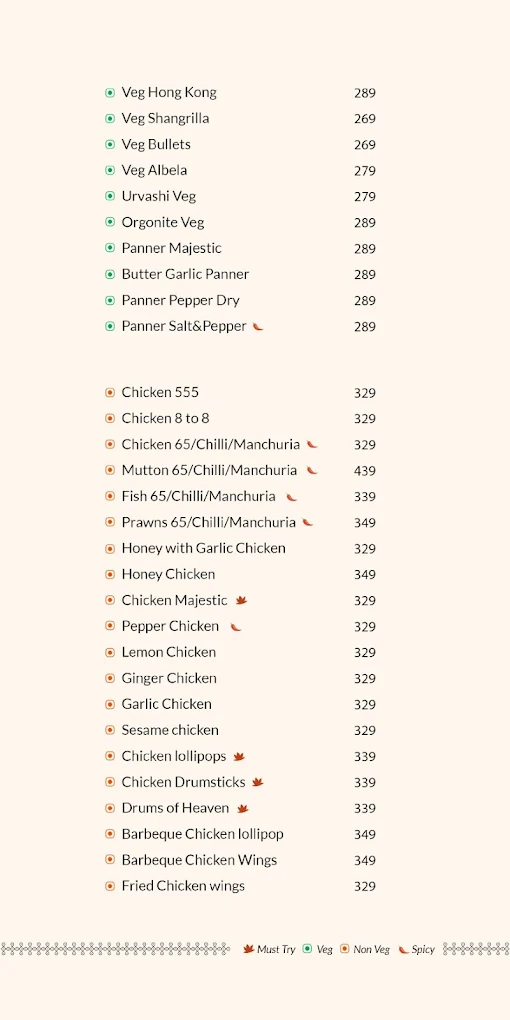 Veg Hong Kong 289
Veg Shangrilla 269
Veg Bullets 269
Veg Albela 279
Urvashi Veg 279
Orgonite Veg 289
Panner Majestic 289
Butter Garlic Panner 289
Panner Pepper Dry 289
Panner Salt&Pepper 289
Chicken 555 329
Chicken 8 to 8 329
Chicken 65/Chilli/Manchuria 329
Mutton 65/Chilli/Manchuria 439
Fish 65/Chilli/Manchuria 339
Prawns 65/Chilli/Manchuria 349
Honey with Garlic Chicken 329
Honey Chicken 349
Chicken Majestic 329
Pepper Chicken 329
Lemon Chicken 329
Ginger Chicken 329
Garlic Chicken 329
Sesame chicken 329
Chicken lollipops 339
Chicken Drumsticks 339
Drums of Heaven 339
Barbeque Chicken lollipop 349
Barbeque Chicken Wings 349
Fried Chicken wings 329
Must Try Veg Non Veg Spicy